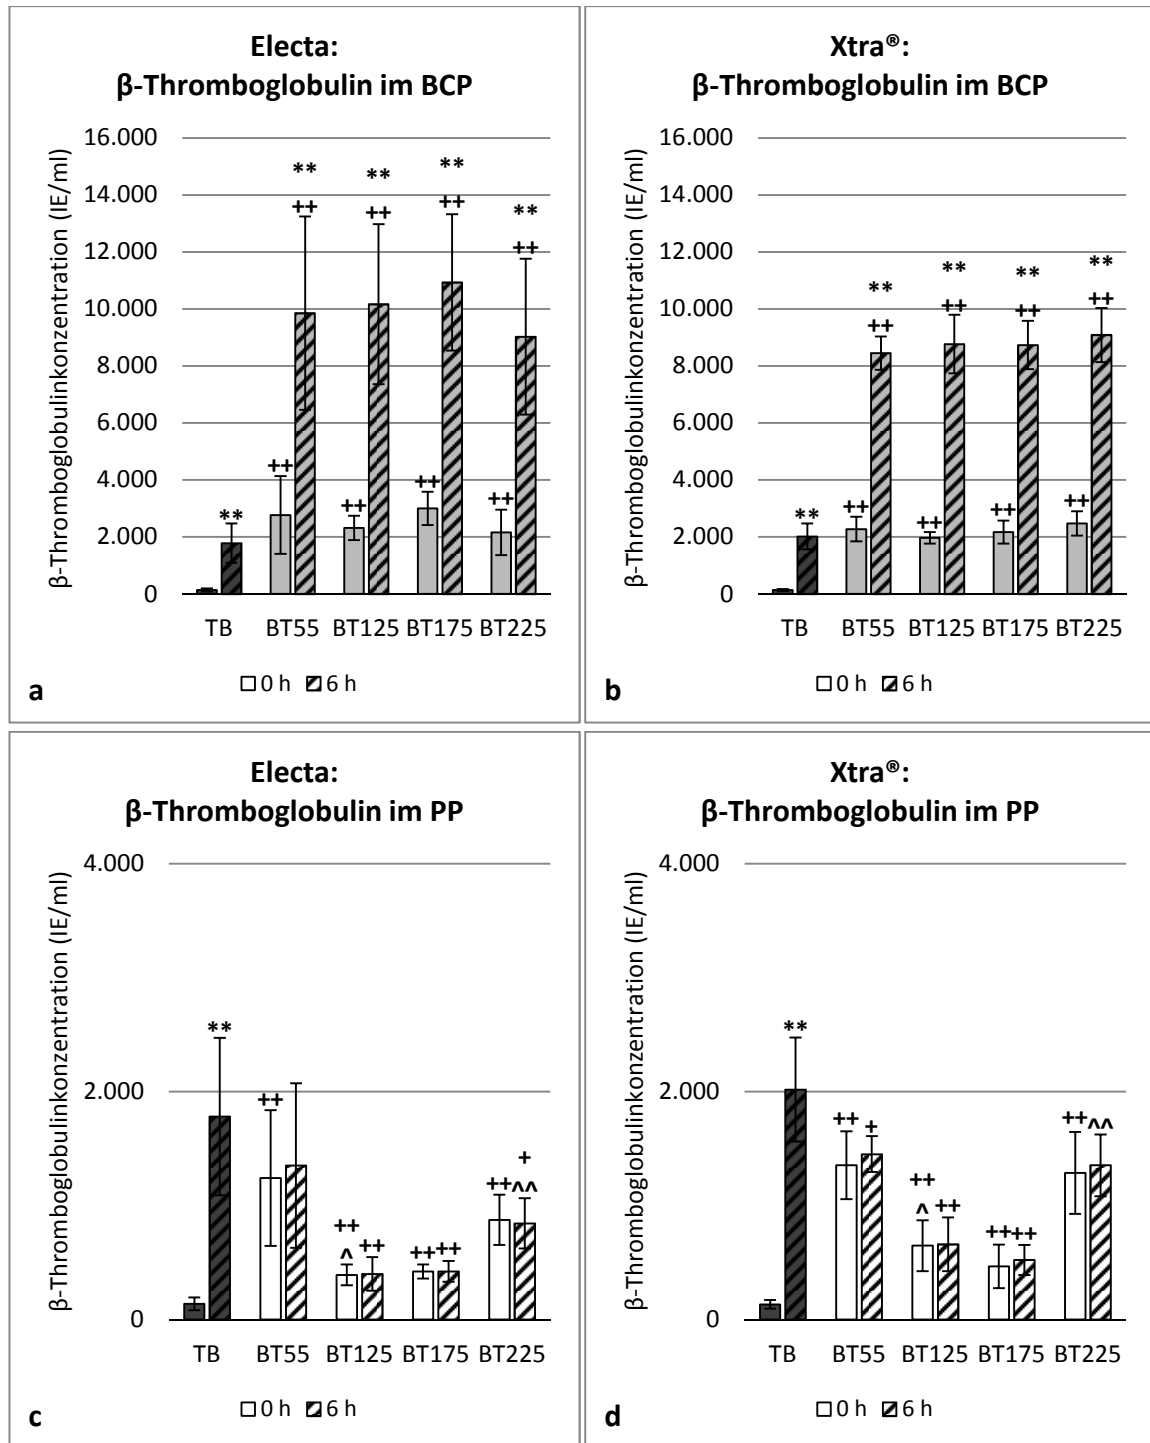 Electa:
β-Thromboglobulin im BCP
β-Thromboglobulinkonzentration (IE/ml)
16.000
14.000
12.000
10.000
8.000
6.000
4.000
2.000
0
**
++
**
++
**
++
**
++
**
++
++
++
++
TB BT55 BT125 BT175 BT225
0 h 6 h
a
Xtra®:
β-Thromboglobulin im BCP
β-Thromboglobulinkonzentration (IE/ml)
16.000
14.000
12.000
10.000
8.000
6.000
4.000
2.000
0
**
++
**
++
**
++
**
++
**
++
++
++
++
TB BT55 BT125 BT175 BT225
0 h 6 h
b
Electa:
β-Thromboglobulin im PP
β-Thromboglobulinkonzentration (IE/ml)
4.000
2.000
0
**
++
++
^
++
++ ++
++
+
^^
TB BT55 BT125 BT175 BT225
0 h 6 h
c
Xtra®:
β-Thromboglobulin im PP
β-Thromboglobulinkonzentration (IE/ml)
4.000
2.000
0
**
++ +
++
^ ++
++ ++
++ ^^
TB BT55 BT125 BT175 BT225
0 h 6 h
d